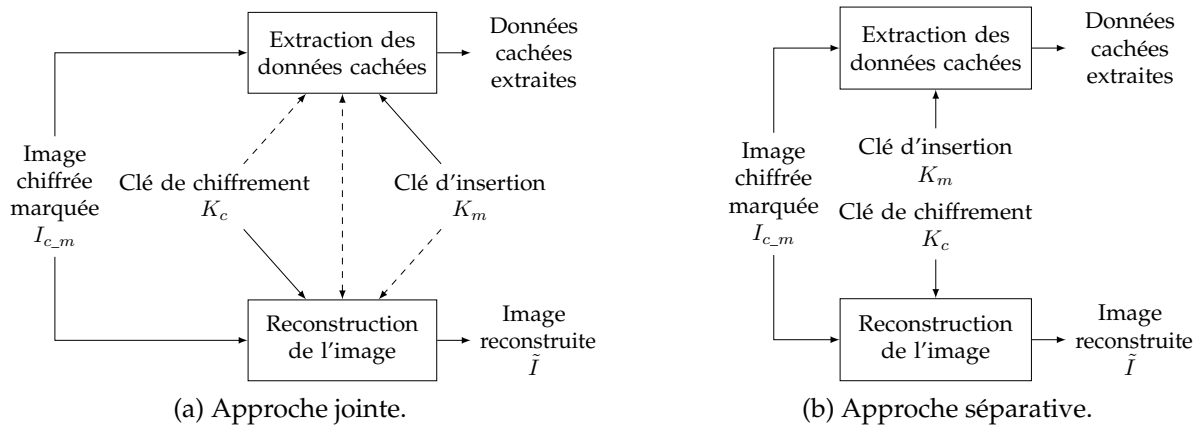 Extraction des
données cachées
Données
cachées
extraites
Image
chiffrée
marquée
I_{c_m}
Clé de chiffrement
K_c
Clé d'insertion
K_m
Reconstruction
de l'image
Image
reconstruite
Ĩ
(a) Approche jointe.
Extraction des
données cachées
Données
cachées
extraites
Image
chiffrée
marquée
I_{c_m}
Clé d'insertion
K_m
Clé de chiffrement
K_c
Reconstruction
de l'image
Image
reconstruite
Ĩ
(b) Approche séparative.